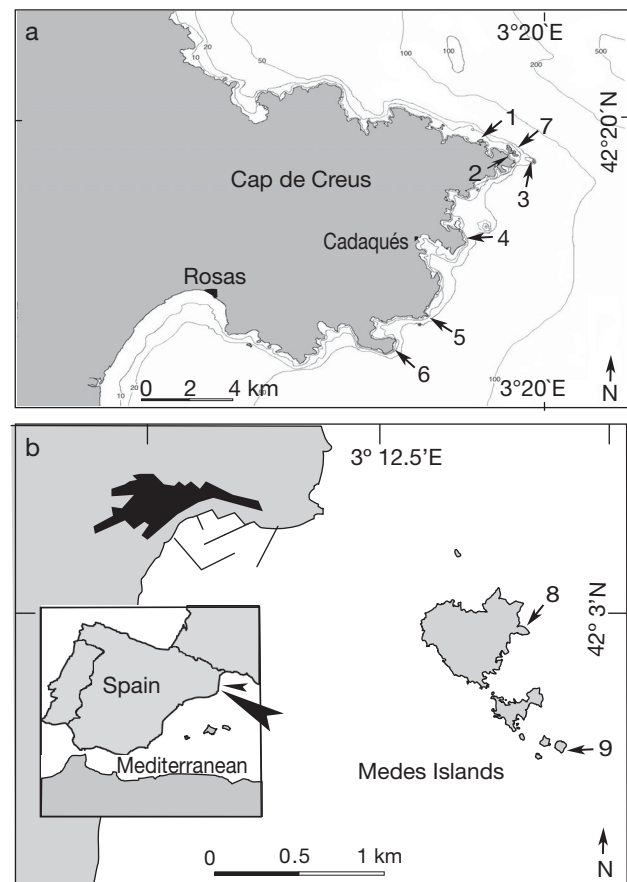 a
3°20`E
10
20
50
100
100
200
500
42°20´N
1
7
2
3
Cap de Creus
Cadaqués
4
Rosas
5
6
0 2 4 km
3°20`E
N
10
20
100
b
3º 12.5'E
8
42º 3'N
Spain
Mediterranean
Medes Islands
9
0 0.5 1 km
N